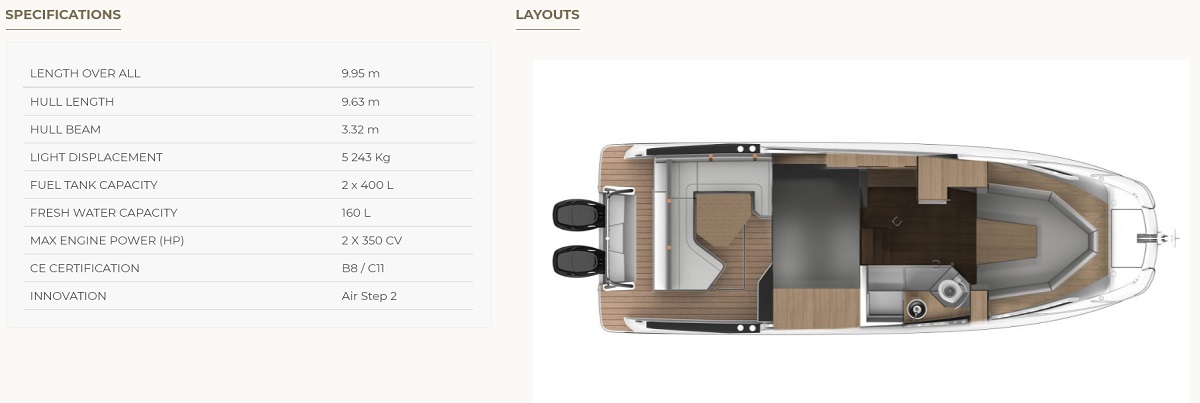 SPECIFICATIONS
LENGTH OVER ALL 9.95 m
HULL LENGTH 9.63 m
HULL BEAM 3.32 m
LIGHT DISPLACEMENT 5 243 Kg
FUEL TANK CAPACITY 2 x 400 L
FRESH WATER CAPACITY 160 L
MAX ENGINE POWER (HP) 2 X 350 CV
CE CERTIFICATION B8 / C11
INNOVATION Air Step 2
LAYOUTS